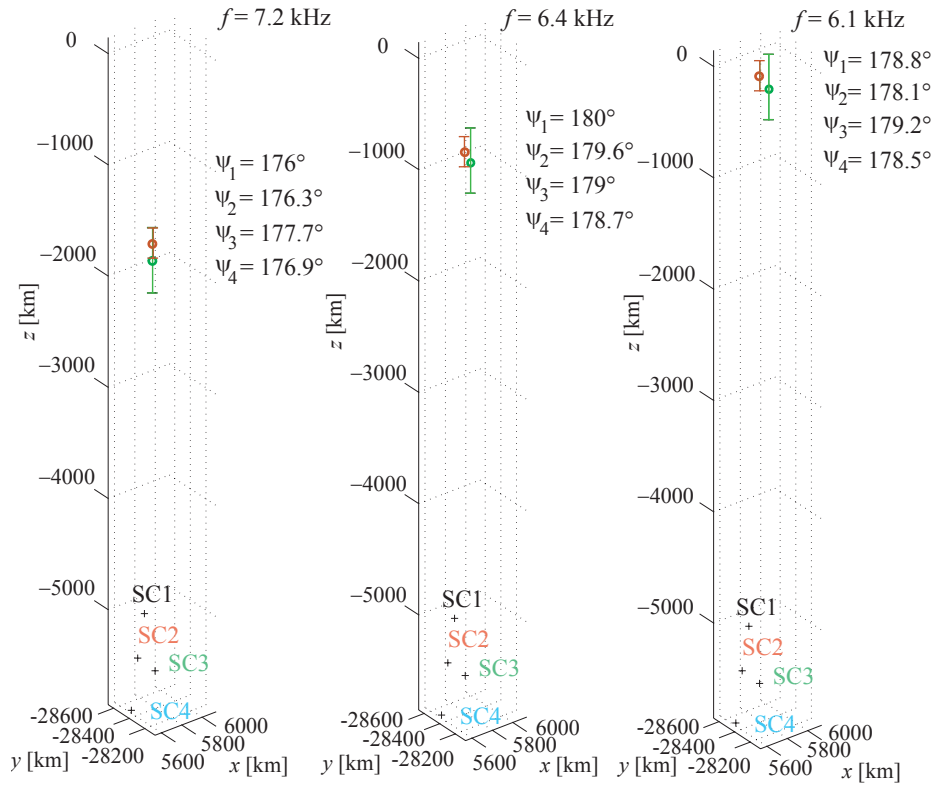 f = 7.2 kHz
0
−1000
ψ1= 176°
ψ2= 176.3°
ψ3= 177.7°
ψ4= 176.9°
−2000
z [km]
−3000
−4000
−5000
SC1
SC2
SC3
SC4
-28600
-28400
-28200
y [km]
6000
5800
5600
x [km]
f = 6.4 kHz
0
−1000
ψ1= 180°
ψ2= 179.6°
ψ3= 179°
ψ4= 178.7°
−2000
z [km]
−3000
−4000
−5000
SC1
SC2
SC3
SC4
-28600
-28400
-28200
y [km]
6000
5800
5600
x [km]
f = 6.1 kHz
0
−1000
ψ1= 178.8°
ψ2= 178.1°
ψ3= 179.2°
ψ4= 178.5°
−2000
z [km]
−3000
−4000
−5000
SC1
SC2
SC3
SC4
-28600
-28400
-28200
y [km]
6000
5800
5600
x [km]